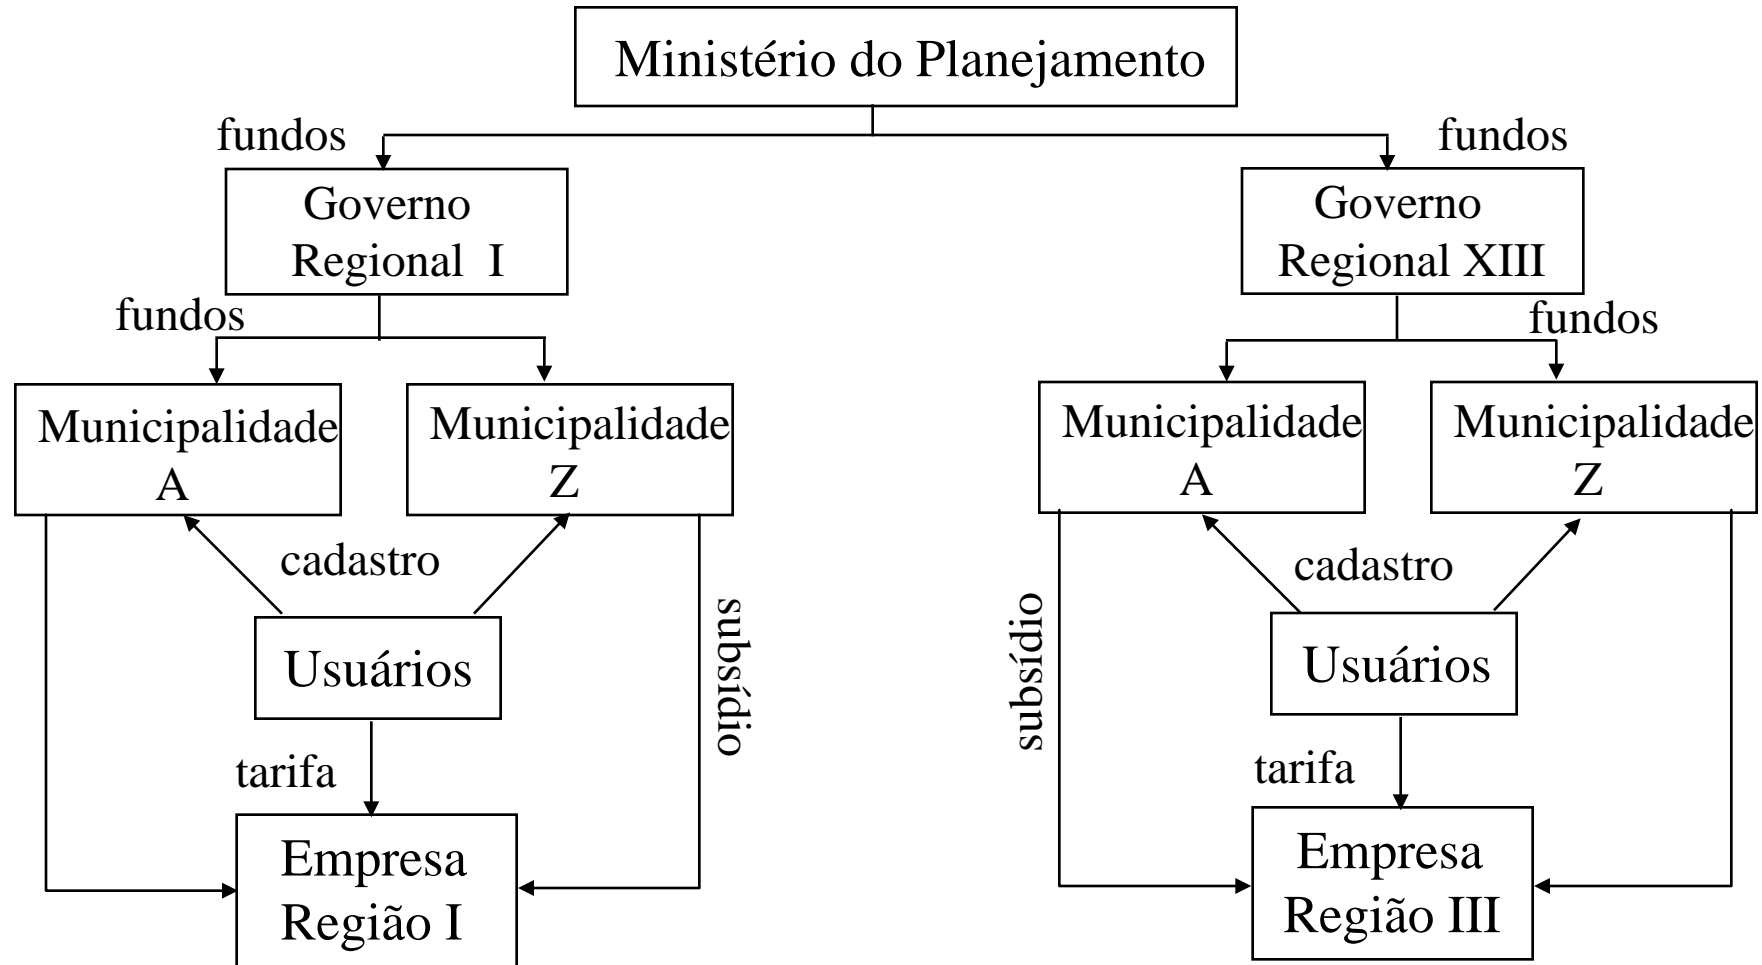 Ministério do Planejamento
fundos
fundos
Governo
Regional I
Governo
Regional XIII
fundos
fundos
Municipalidade
A
Municipalidade
Z
Municipalidade
A
Municipalidade
Z
cadastro
cadastro
subsídio
subsídio
Usuários
Usuários
tarifa
tarifa
Empresa
Região I
Empresa
Região III